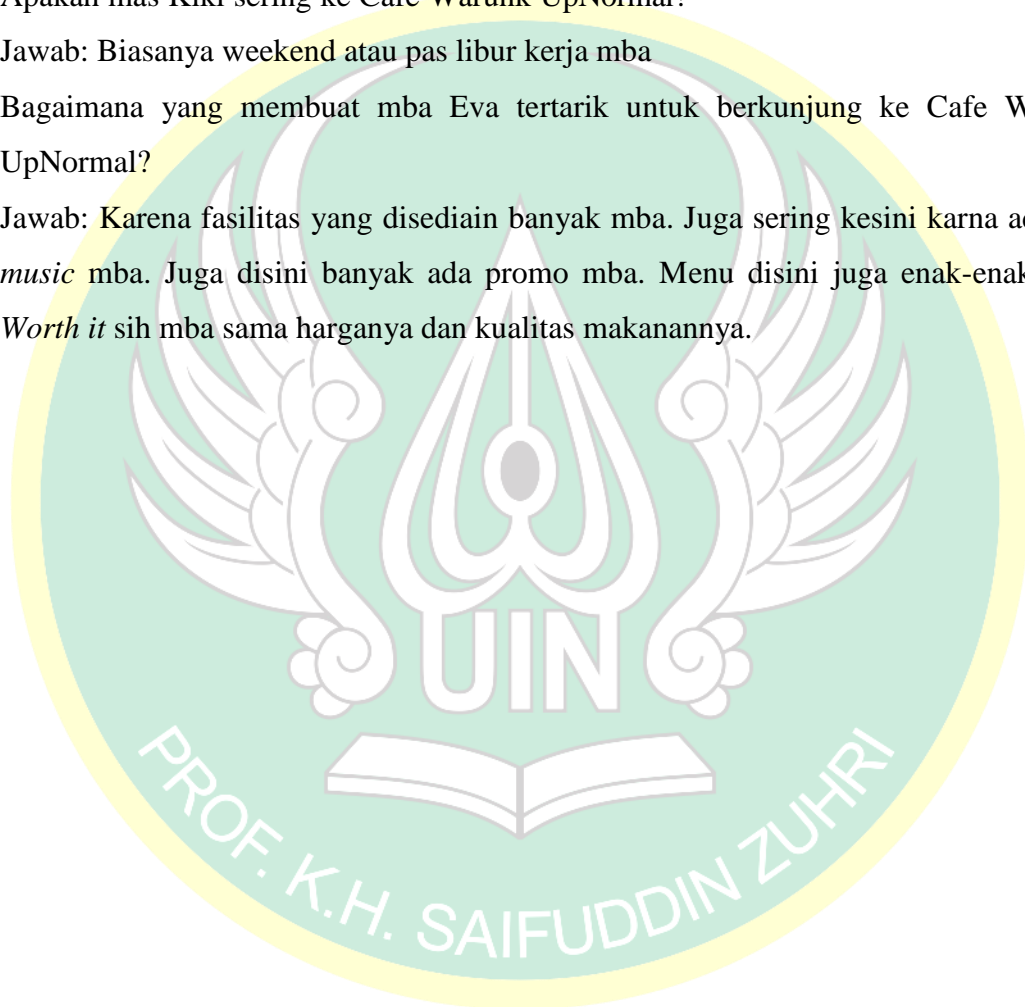 Apakah mas Kiki sering ke Cafe Warunk UpNormal?
Jawab: Biasanya weekend atau pas libur kerja mba
Bagaimana yang membuat mba Eva tertarik untuk berkunjung ke Cafe W
UpNormal?
Jawab: Karena fasilitas yang disediain banyak mba. Juga sering kesini karna a
music mba. Juga disini banyak ada promo mba. Menu disini juga enak-enak
Worth it sih mba sama harganya dan kualitas makanannya.
UIN
PROF. K.H. SAIFUDDIN ZUHRI